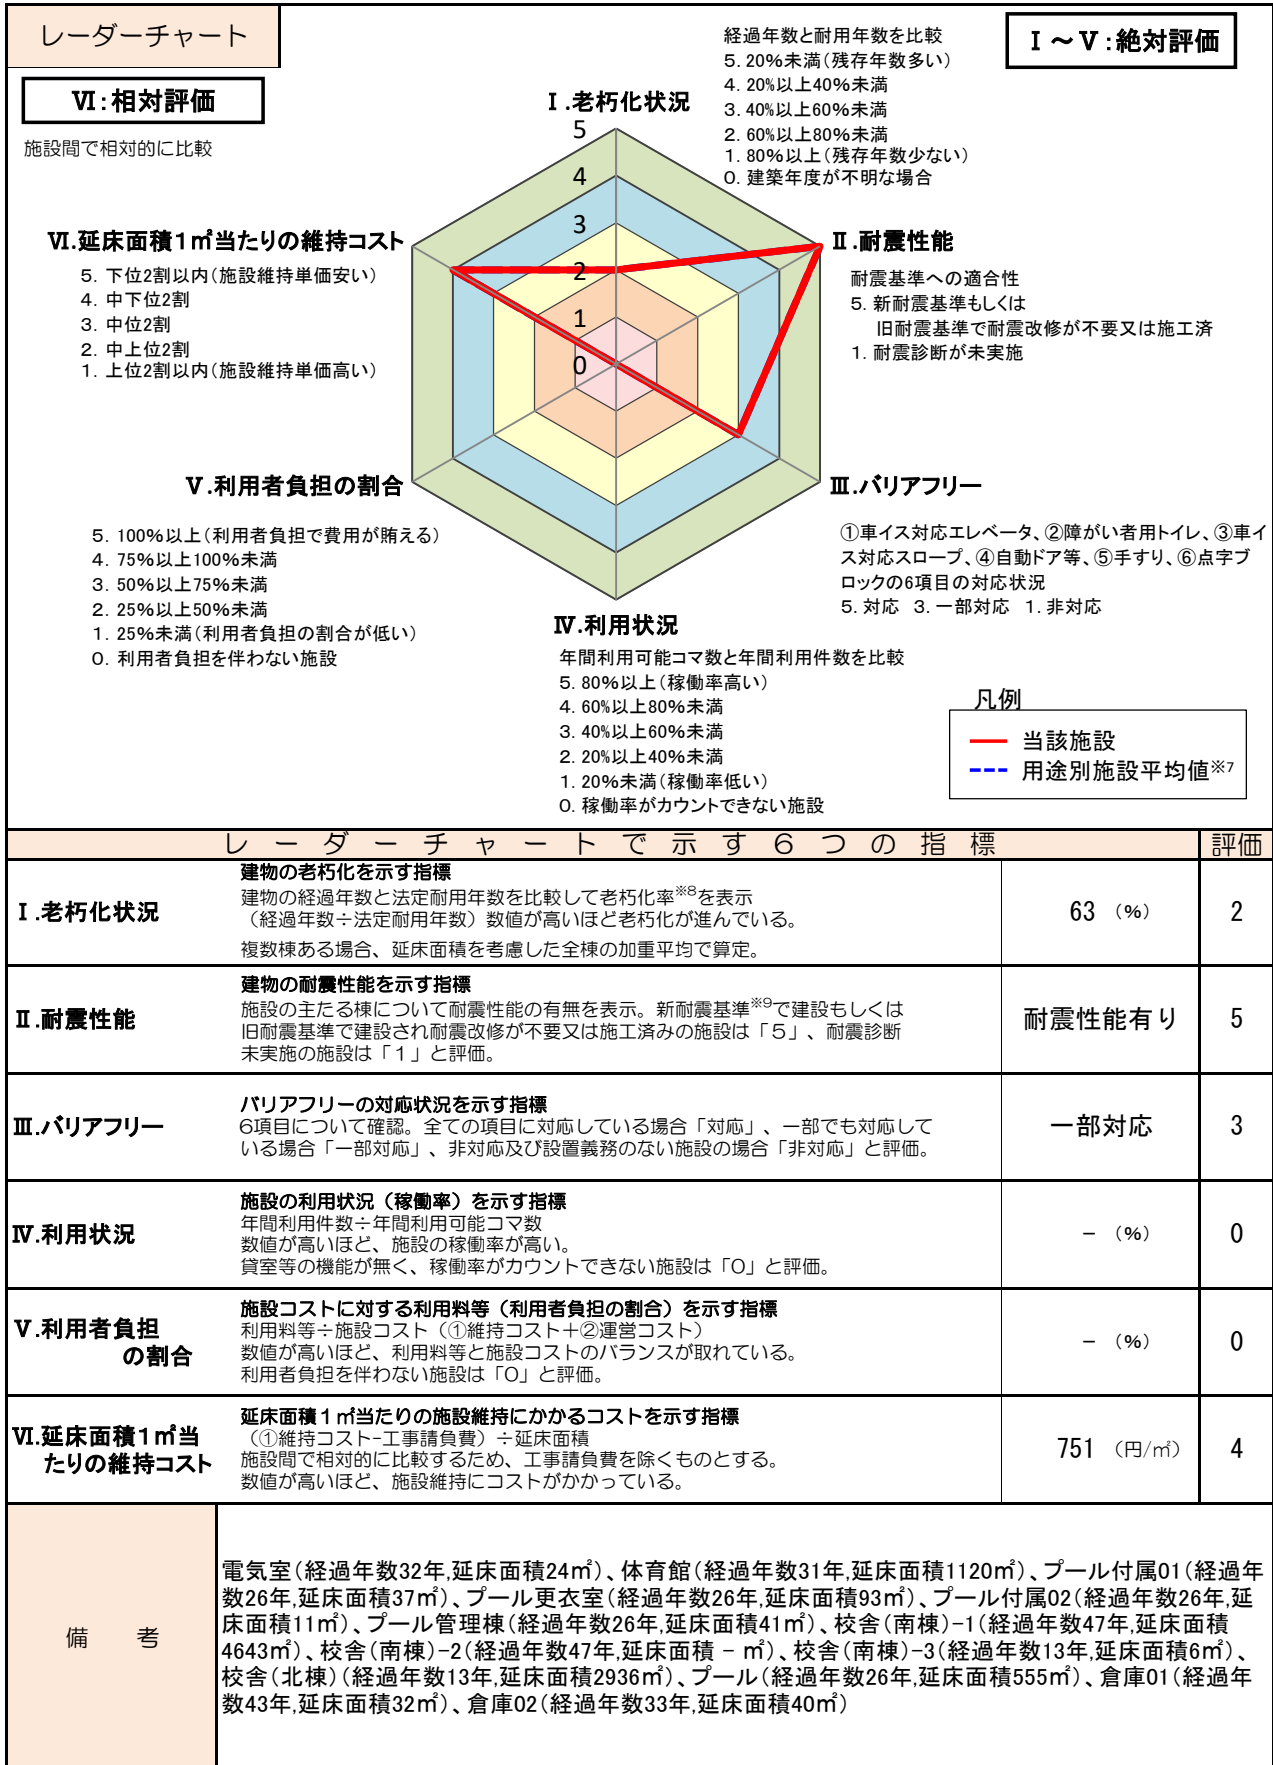 レーダーチャート
Ⅵ：相対評価
施設間で相対的に比較
Ⅰ～Ⅴ：絶対評価
経過年数と耐用年数を比較
5. 20%未満（残存年数多い）
4. 20%以上40%未満
3. 40%以上60%未満
2. 60%以上80%未満
1. 80%以上（残存年数少ない）
0. 建築年度が不明な場合
Ⅰ.老朽化状況
5
4
3
2
1
0
Ⅵ.延床面積1㎡当たりの維持コスト
5. 下位2割以内（施設維持単価安い）
4. 中下位2割
3. 中位2割
2. 中上位2割
1. 上位2割以内（施設維持単価高い）
Ⅱ.耐震性能
耐震基準への適合性
5. 新耐震基準もしくは
旧耐震基準で耐震改修が不要又は施工済
1. 耐震診断が未実施
Ⅴ.利用者負担の割合
5. 100%以上（利用者負担で費用が賄える）
4. 75%以上100%未満
3. 50%以上75%未満
2. 25%以上50%未満
1. 25%未満（利用者負担の割合が低い）
0. 利用者負担を伴わない施設
Ⅲ.バリアフリー
①車イス対応エレベータ、②障がい者用トイレ、③車イ
ス対応スロープ、④自動ドア等、⑤手すり、⑥点字ブ
ロックの6項目の対応状況
5. 対応 3. 一部対応 1. 非対応
Ⅳ.利用状況
年間利用可能コマ数と年間利用件数を比較
5. 80%以上（稼働率高い）
4. 60%以上80%未満
3. 40%以上60%未満
2. 20%以上40%未満
1. 20%未満（稼働率低い）
0. 稼働率がカウントできない施設
凡例
当該施設
用途別施設平均値※7
レーダーチャートで示す6つの指標 評価
Ⅰ.老朽化状況
建物の老朽化を示す指標
建物の経過年数と法定耐用年数を比較して老朽化率※8を表示
（経過年数÷法定耐用年数）数値が高いほど老朽化が進んでいる。
複数棟ある場合、延床面積を考慮した全棟の加重平均で算定。
63 (%) 2
Ⅱ.耐震性能
建物の耐震性能を示す指標
施設の主たる棟について耐震性能の有無を表示。新耐震基準※9で建設もしくは
旧耐震基準で建設され耐震改修が不要又は施工済みの施設は「5」、耐震診断
未実施の施設は「1」と評価。
耐震性能有り 5
Ⅲ.バリアフリー
バリアフリーの対応状況を示す指標
6項目について確認。全ての項目に対応している場合「対応」、一部でも対応して
いる場合「一部対応」、非対応及び設置義務のない施設の場合「非対応」と評価。
一部対応 3
Ⅳ.利用状況
施設の利用状況（稼働率）を示す指標
年間利用件数÷年間利用可能コマ数
数値が高いほど、施設の稼働率が高い。
貸室等の機能が無く、稼働率がカウントできない施設は「0」と評価。
− (%) 0
Ⅴ.利用者負担
の割合
施設コストに対する利用料等（利用者負担の割合）を示す指標
利用料等÷施設コスト（①維持コスト＋②運営コスト）
数値が高いほど、利用料等と施設コストのバランスが取れている。
利用者負担を伴わない施設は「0」と評価。
− (%) 0
Ⅵ.延床面積1㎡当
たりの維持コスト
延床面積1㎡当たりの施設維持にかかるコストを示す指標
（①維持コスト-工事請負費）÷延床面積
施設間で相対的に比較するため、工事請負費を除くものとする。
数値が高いほど、施設維持にコストがかかっている。
751 (円/㎡) 4
備 考
電気室（経過年数32年,延床面積24㎡）、体育館（経過年数31年,延床面積1120㎡）、プール付属01（経過年
数26年,延床面積37㎡）、プール更衣室（経過年数26年,延床面積93㎡）、プール付属02（経過年数26年,延
床面積11㎡）、プール管理棟（経過年数26年,延床面積41㎡）、校舎（南棟）-1（経過年数47年,延床面積
4643㎡）、校舎（南棟）-2（経過年数47年,延床面積 － ㎡）、校舎（南棟）-3（経過年数13年,延床面積6㎡）、
校舎（北棟）（経過年数13年,延床面積2936㎡）、プール（経過年数26年,延床面積555㎡）、倉庫01（経過年
数43年,延床面積32㎡）、倉庫02（経過年数33年,延床面積40㎡）